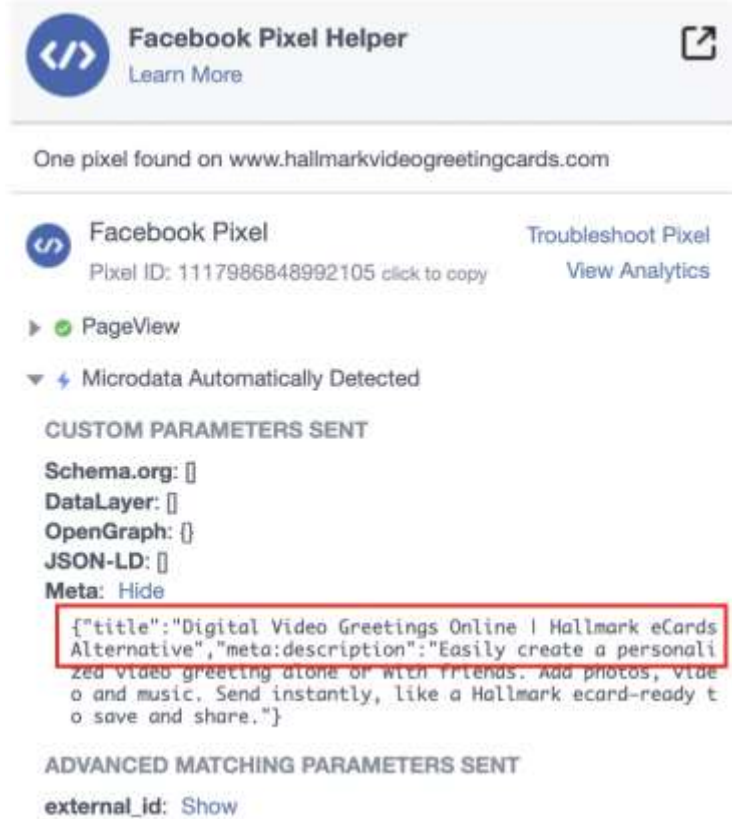 Facebook Pixel Helper
Learn More
One pixel found on www.hallmarkvideogreetingcards.com
Facebook Pixel
Troubleshoot Pixel
Pixel ID: 1117986848992105 click to copy
View Analytics
PageView
Microdata Automatically Detected
CUSTOM PARAMETERS SENT
Schema.org: []
DataLayer: []
OpenGraph: {}
JSON-LD: []
Meta: Hide
{"title":"Digital Video Greetings Online | Hallmark eCards
Alternative","meta:description":"Easily create a personali
zed video greeting alone or with friends. Add photos, vide
o and music. Send instantly, like a Hallmark ecard-ready t
o save and share."}
ADVANCED MATCHING PARAMETERS SENT
external_id: Show